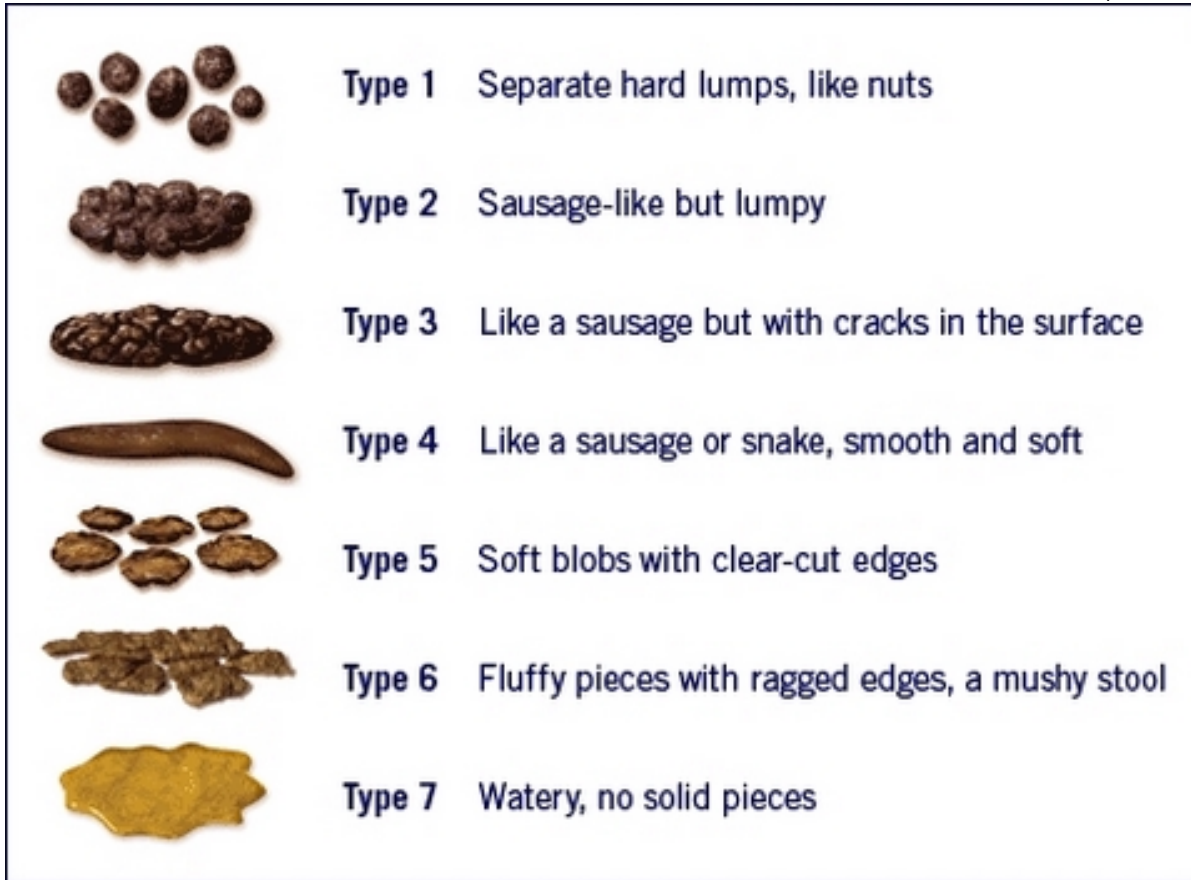 Type 1 Separate hard lumps, like nuts
Type 2 Sausage-like but lumpy
Type 3 Like a sausage but with cracks in the surface
Type 4 Like a sausage or snake, smooth and soft
Type 5 Soft blobs with clear-cut edges
Type 6 Fluffy pieces with ragged edges, a mushy stool
Type 7 Watery, no solid pieces